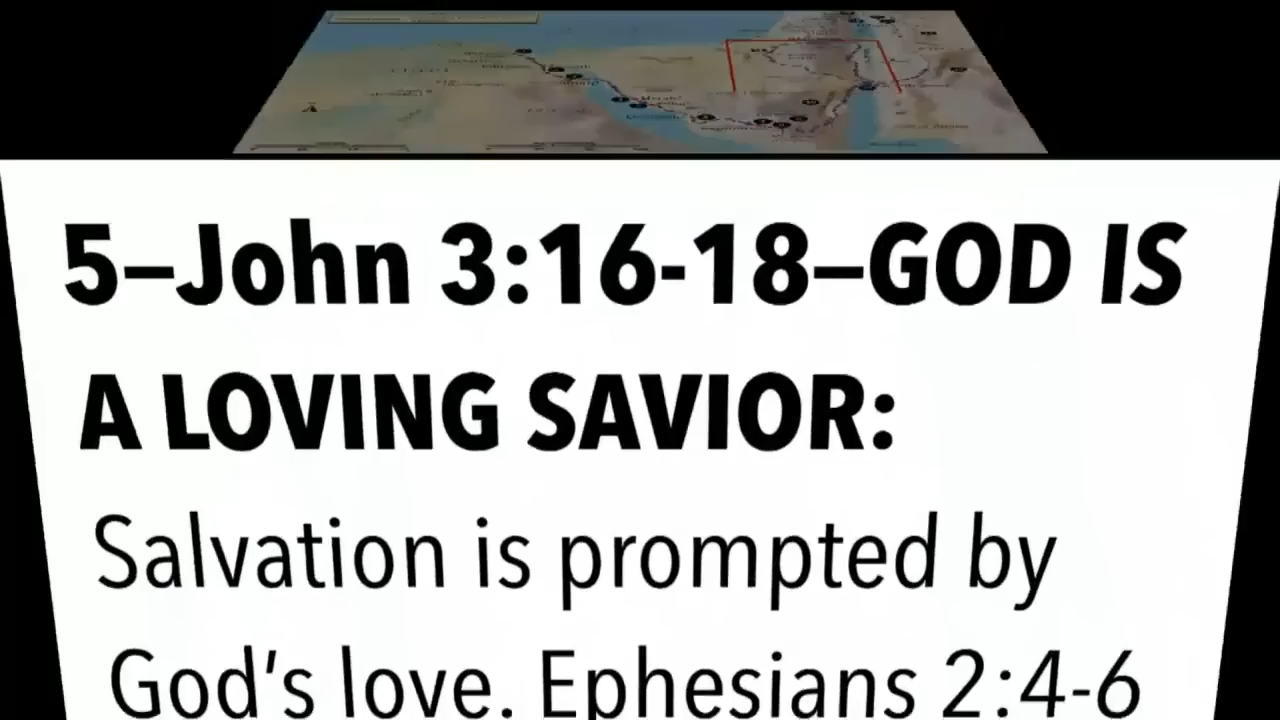 5–John 3:16-18–GOD IS
A LOVING SAVIOR:
Salvation is prompted by
God's love. Ephesians 2:4-6